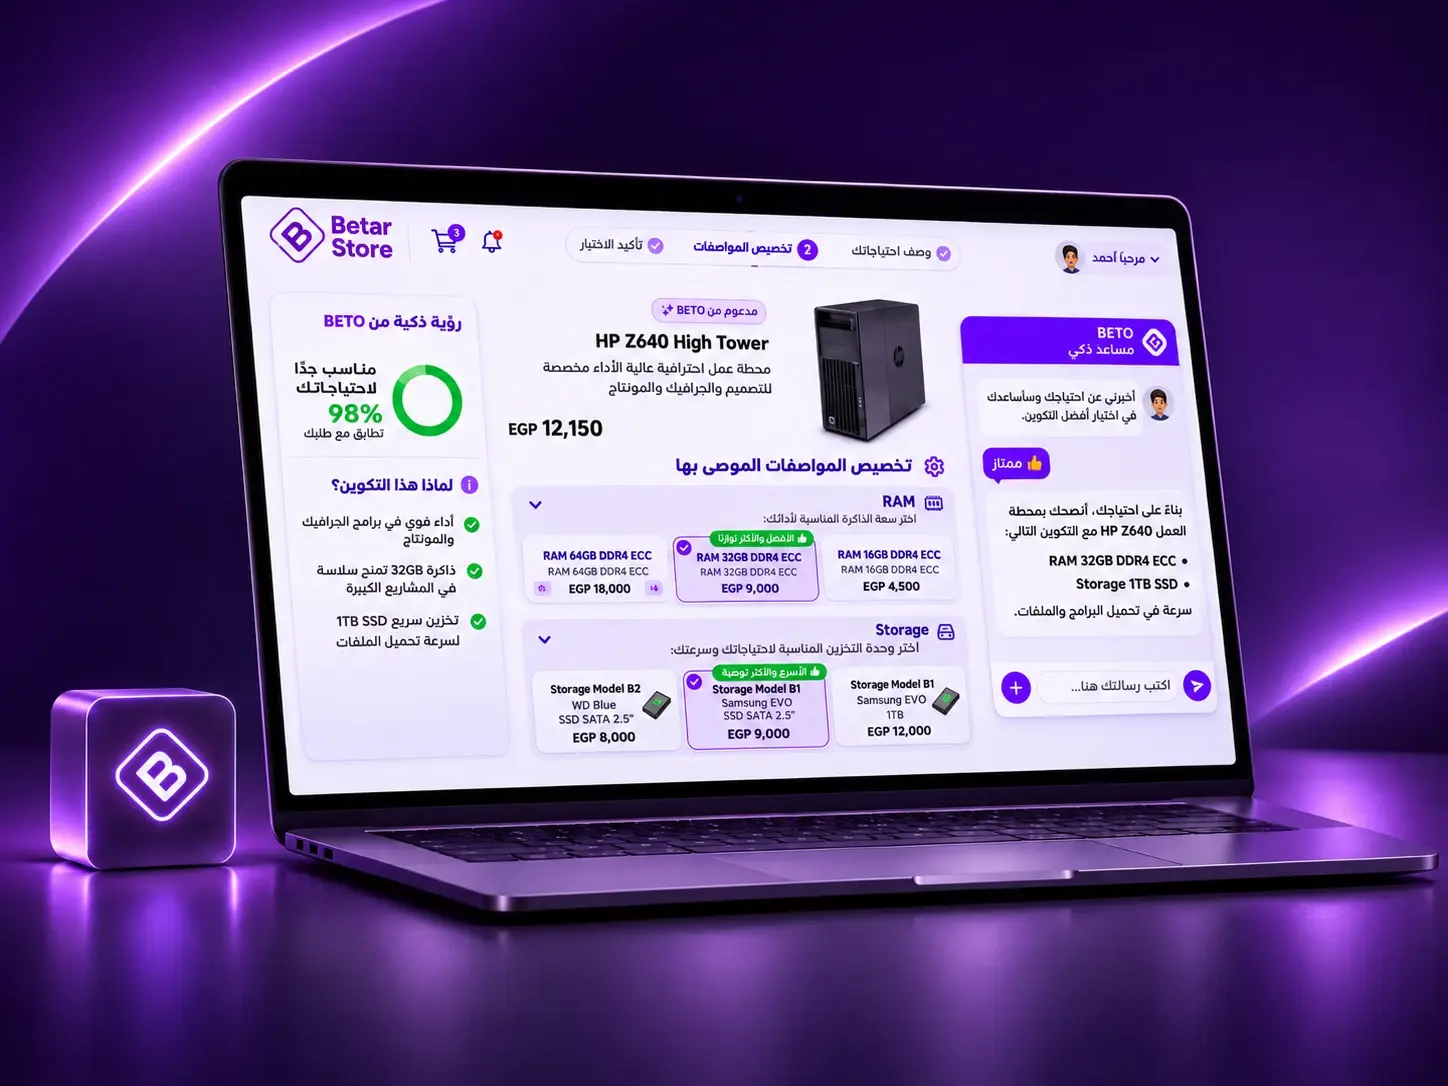 Betar
Store
3
تأكيد الاختيار
2 تخصيص المواصفات
وصف احتياجاتك
مرحباً أحمد
رؤية ذكية من BETO
مناسب جدًا
لاحتياجاتك
98%
تطابق مع طلبك
لماذا هذا التكوين؟
أداء قوي في برامج الجرافيك
والمونتاج
ذاكرة 32GB تمنح سلاسة
في المشاريع الكبيرة
تخزين سريع 1TB SSD
لسرعة تحميل الملفات
مدعوم من BETO
HP Z640 High Tower
محطة عمل احترافية عالية الأداء مخصصة
للتصميم والجرافيك والمونتاج
EGP 12,150
تخصيص المواصفات الموصى بها
RAM
اختر سعة الذاكرة المناسبة لأدائك:
RAM 64GB DDR4 ECC
RAM 64GB DDR4 ECC
EGP 18,000
الأفضل والأكثر توازنا
RAM 32GB DDR4 ECC
RAM 32GB DDR4 ECC
EGP 9,000
RAM 16GB DDR4 ECC
RAM 16GB DDR4 ECC
EGP 4,500
Storage
اختر وحدة التخزين المناسبة لاحتياجاتك وسرعتك:
Storage Model B2
WD Blue
SSD SATA 2.5"
EGP 8,000
الأسرع والأكثر توصية
Storage Model B1
Samsung EVO
SSD SATA 2.5"
EGP 9,000
Storage Model B1
Samsung EVO
1TB
EGP 12,000
BETO
مساعد ذكي
أخبرني عن احتياجك وسأساعدك
في اختيار أفضل التكوين.
ممتاز
بناءً على احتياجك، أنصحك بمحطة
العمل HP Z640 مع التكوين التالي:
RAM 32GB DDR4 ECC •
Storage 1TB SSD •
سرعة في تحميل البرامج والملفات.
اكتب رسالتك هنا...
B